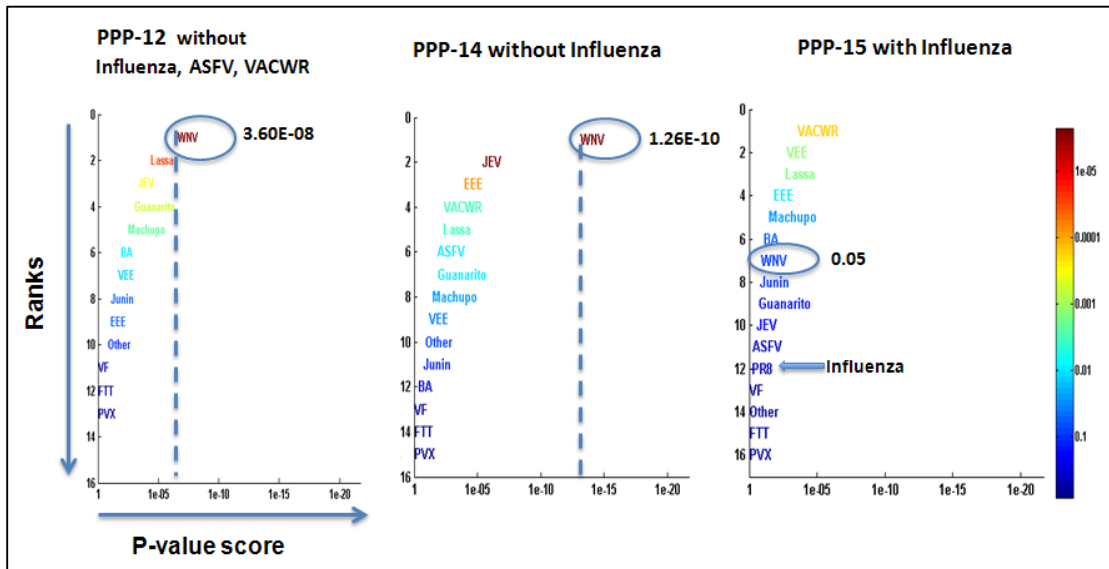 PPP-12 without
Influenza, ASFV, VACWR
PPP-14 without Influenza
PPP-15 with Influenza
Ranks
0
2
4
6
8
10
12
14
16
WNV
3.60E-08
Lassa
JEV
Guanarito
Machupo
BA
VEE
Junin
EEE
Other
VF
FTT
PVX
1
1e-05
1e-10
1e-15
1e-20
P-value score
0
2
4
6
8
10
12
14
16
WNV
1.26E-10
JEV
EEE
VACWR
Lassa
ASFV
Guanarito
Machupo
VEE
Other
Junin
BA
VF
FTT
PVX
1
1e-05
1e-10
1e-15
1e-20
0
2
4
6
8
10
12
14
16
VACWR
VEE
Lassa
EEE
Machupo
BA
WNV
0.05
Junin
Guanarito
JEV
ASFV
PR8
Influenza
VF
Other
FTT
PVX
1
1e-05
1e-10
1e-15
1e-20
1e-05
0.0001
0.001
0.01
0.1